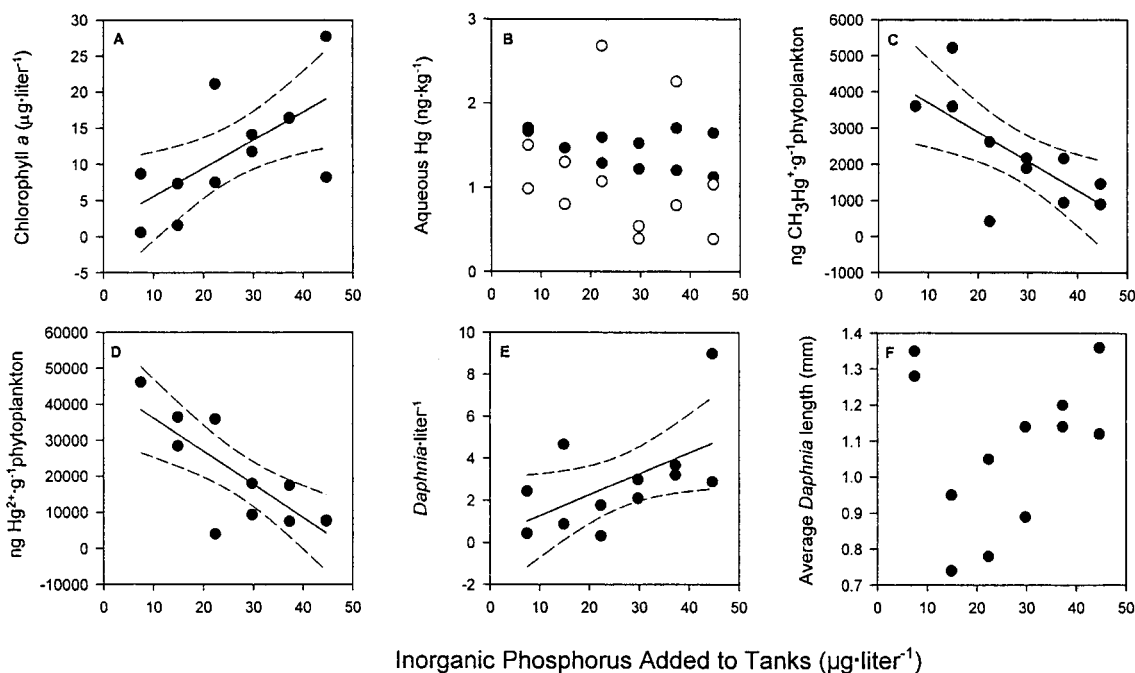 A
Chlorophyll a (µg·liter⁻¹)
30
25
20
15
10
5
0
-5
0 10 20 30 40 50
B
Aqueous Hg (ng·kg⁻¹)
3
2
1
0
0 10 20 30 40 50
C
ng CH₃Hg⁺·g⁻¹phytoplankton
6000
5000
4000
3000
2000
1000
0
-1000
0 10 20 30 40 50
D
ng Hg²⁺·g⁻¹phytoplankton
60000
50000
40000
30000
20000
10000
0
-10000
0 10 20 30 40 50
E
Daphnia·liter⁻¹
10
8
6
4
2
0
-2
0 10 20 30 40 50
F
Average Daphnia length (mm)
1.4
1.3
1.2
1.1
1.0
0.9
0.8
0.7
0 10 20 30 40 50
Inorganic Phosphorus Added to Tanks (µg·liter⁻¹)